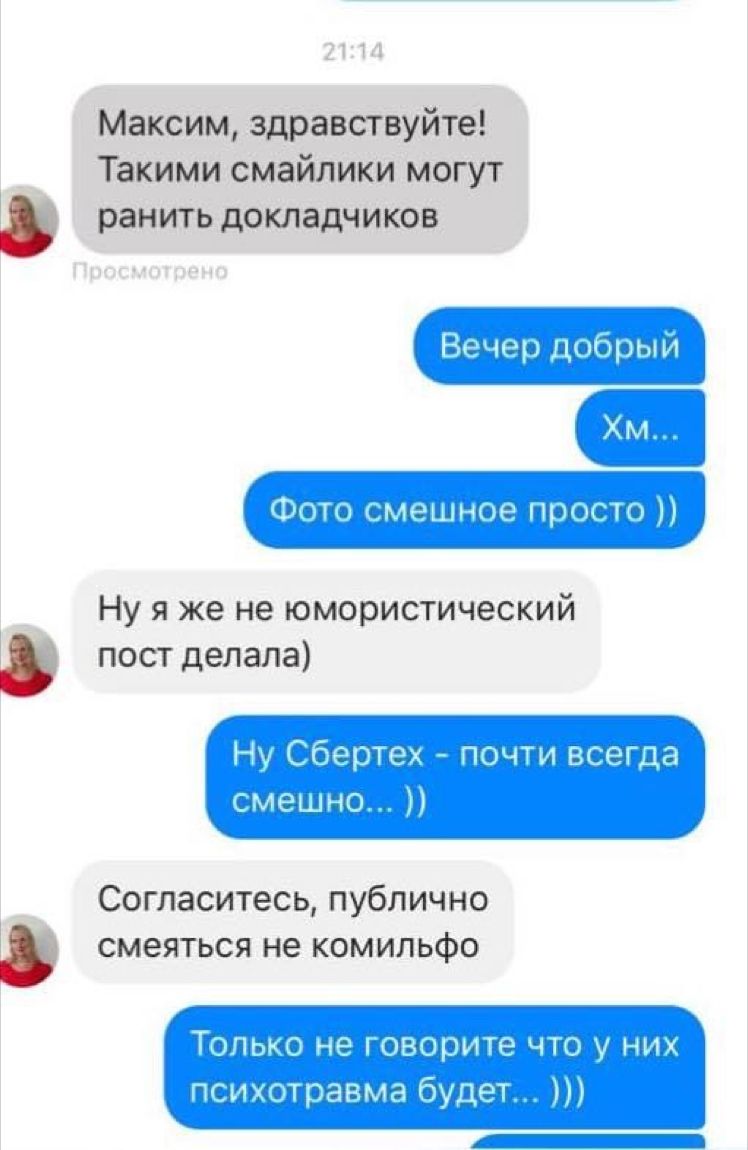 21:14
Максим, здравствуйте!
Такими смайлики могут
ранить докладчиков
Просмотрено
Вечер добрый
Хм...
Фото смешное просто ))
Ну я же не юмористический
пост делала)
Ну Сбертех - почти всегда
смешно... ))
Согласитесь, публично
смеяться не комильфо
Только не говорите что у них
психотравма будет... )))